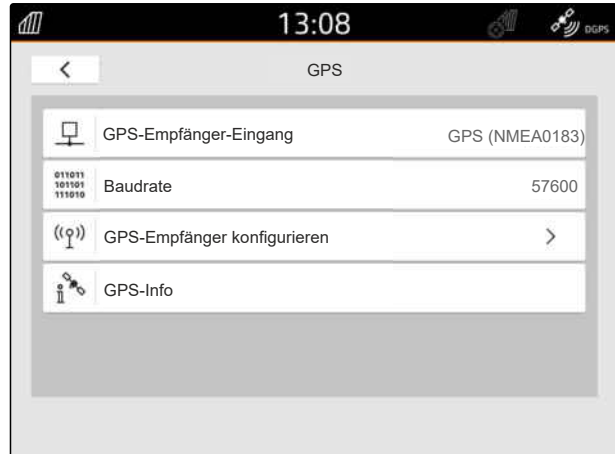 13:08
DGPS
GPS
GPS-Empfänger-Eingang GPS (NMEA0183)
011011
101101
111010
Baudrate 57600
GPS-Empfänger konfigurieren
GPS-Info